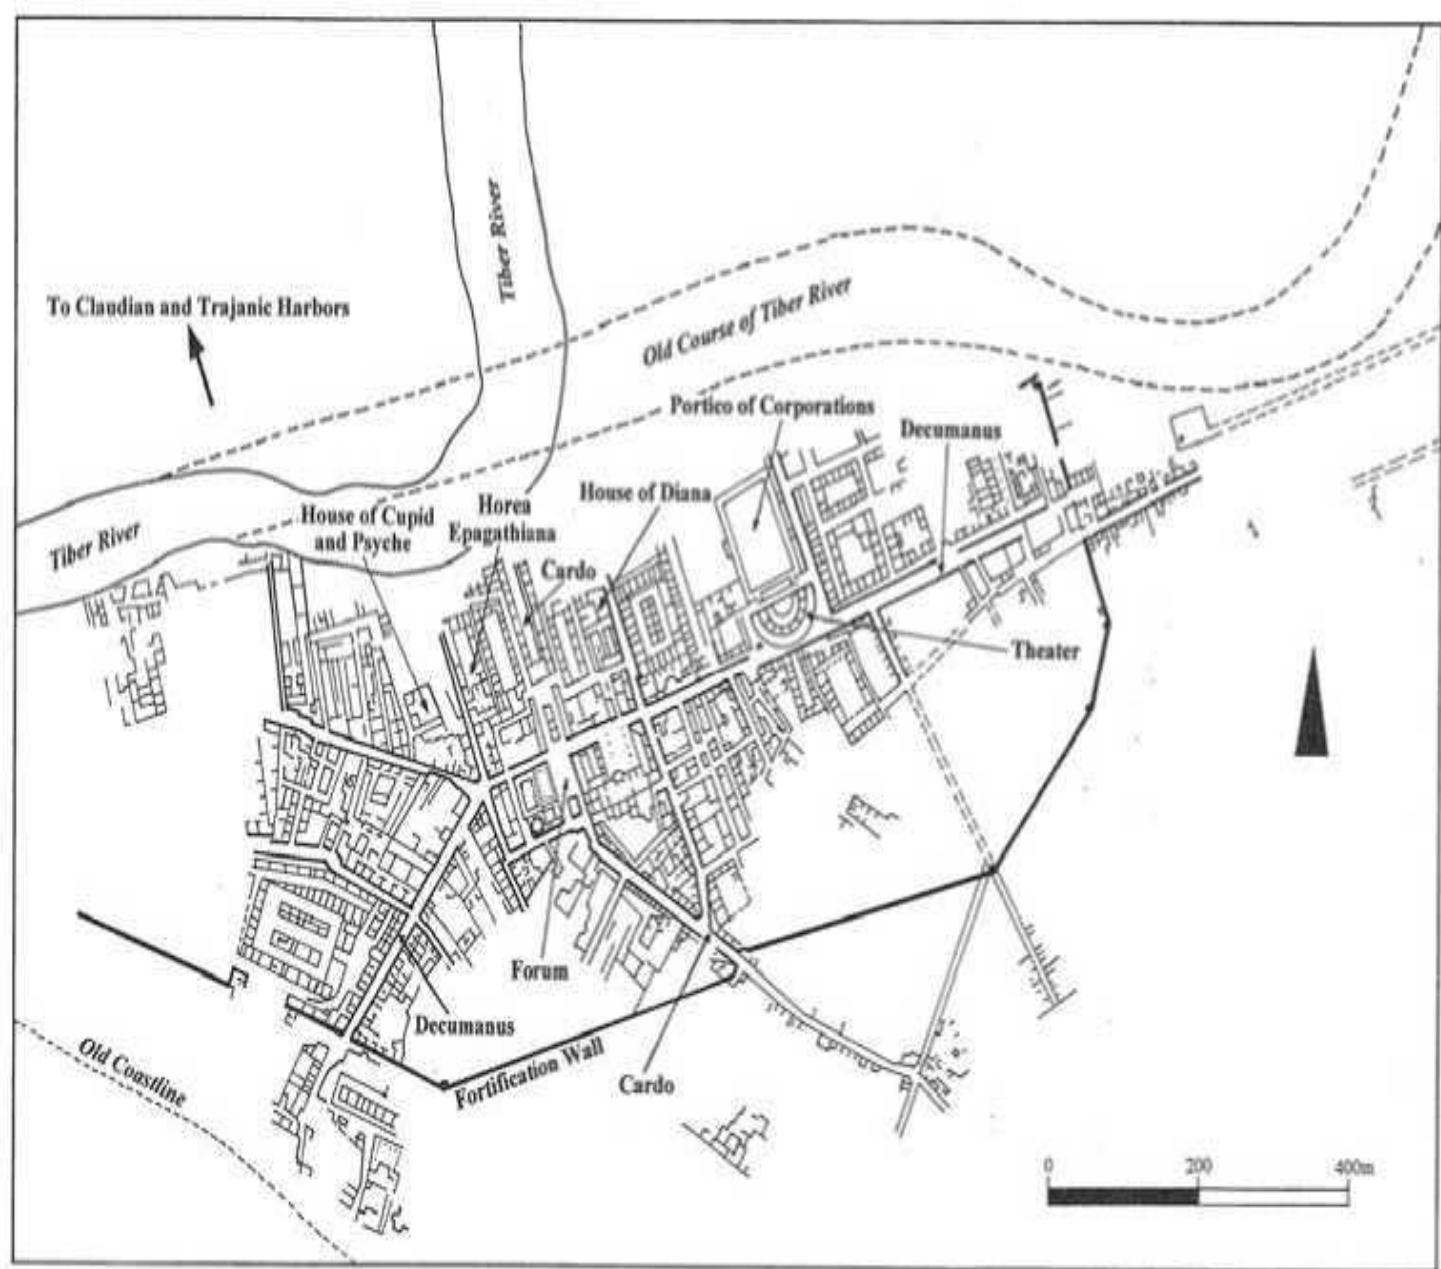 Tiber River
To Claudian and Trajanic Harbors
Old Course of Tiber River
Portico of Corporations
Decumanus
House of Diana
Horea
Epagathiana
House of Cupid
and Psyche
Tiber River
Cardo
Theater
Forum
Decumanus
Old Coastline
Fortification Wall
Cardo
0 200 400m